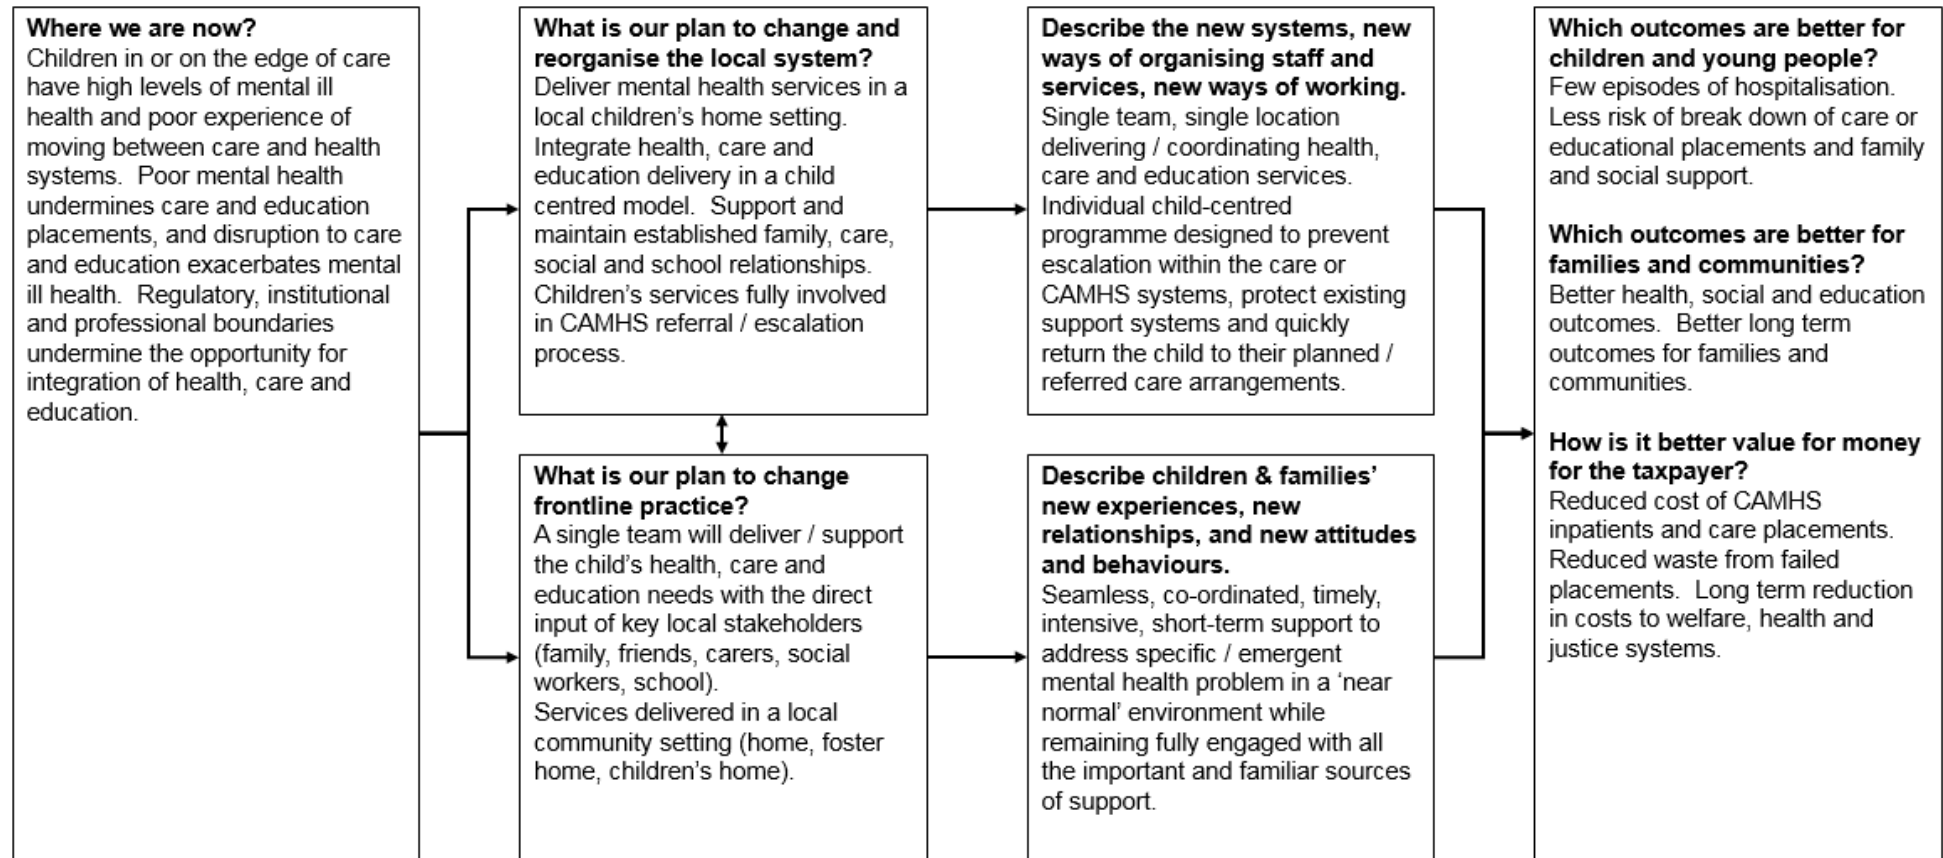 Where we are now?
Children in or on the edge of care
have high levels of mental ill
health and poor experience of
moving between care and health
systems.  Poor mental health
undermines care and education
placements, and disruption to care
and education exacerbates mental
ill health.  Regulatory, institutional
and professional boundaries
undermine the opportunity for
integration of health, care and
education.
What is our plan to change and
reorganise the local system?
Deliver mental health services in a
local children's home setting.
Integrate health, care and
education delivery in a child
centred model.  Support and
maintain established family, care,
social and school relationships.
Children's services fully involved
in CAMHS referral / escalation
process.
What is our plan to change
frontline practice?
A single team will deliver / support
the child's health, care and
education needs with the direct
input of key local stakeholders
(family, friends, carers, social
workers, school).
Services delivered in a local
community setting (home, foster
home, children's home).
Describe the new systems, new
ways of organising staff and
services, new ways of working.
Single team, single location
delivering / coordinating health,
care and education services.
Individual child-centred
programme designed to prevent
escalation within the care or
CAMHS systems, protect existing
support systems and quickly
return the child to their planned /
referred care arrangements.
Describe children & families'
new experiences, new
relationships, and new attitudes
and behaviours.
Seamless, co-ordinated, timely,
intensive, short-term support to
address specific / emergent
mental health problem in a 'near
normal' environment while
remaining fully engaged with all
the important and familiar sources
of support.
Which outcomes are better for
children and young people?
Few episodes of hospitalisation.
Less risk of break down of care or
educational placements and family
and social support.
Which outcomes are better for
families and communities?
Better health, social and education
outcomes.  Better long term
outcomes for families and
communities.
How is it better value for money
for the taxpayer?
Reduced cost of CAMHS
inpatients and care placements.
Reduced waste from failed
placements.  Long term reduction
in costs to welfare, health and
justice systems.